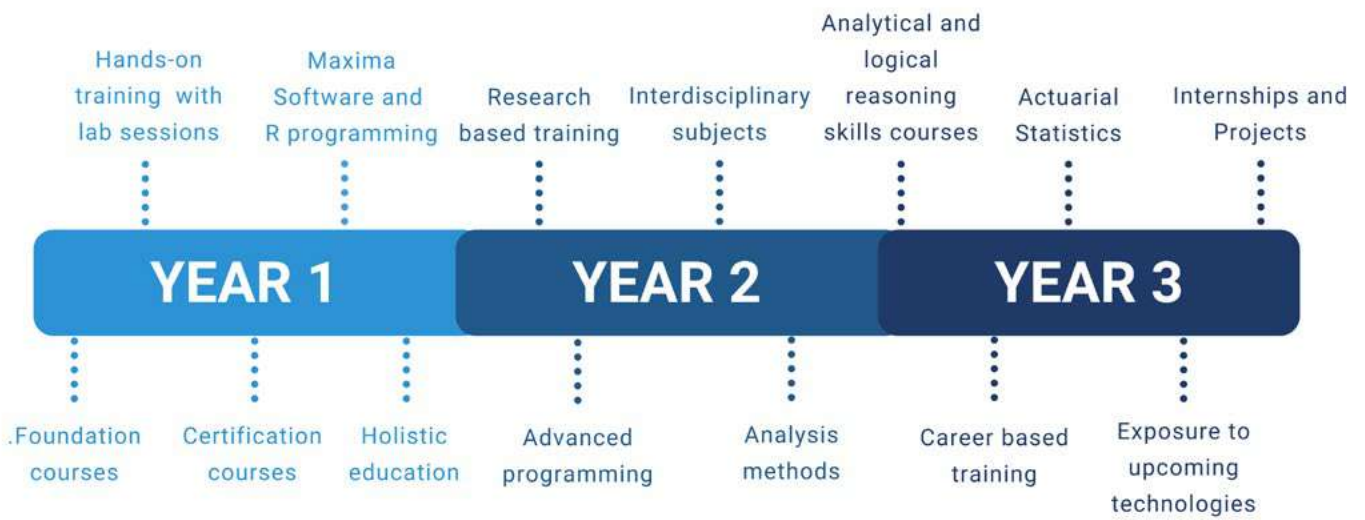 Hands-on
training with
lab sessions
Maxima
Software and
R programming
Research
based training
Interdisciplinary
subjects
Analytical and
logical
reasoning
skills courses
Actuarial
Statistics
Internships and
Projects
YEAR 1
YEAR 2
YEAR 3
.Foundation
courses
Certification
courses
Holistic
education
Advanced
programming
Analysis
methods
Career based
training
Exposure to
upcoming
technologies